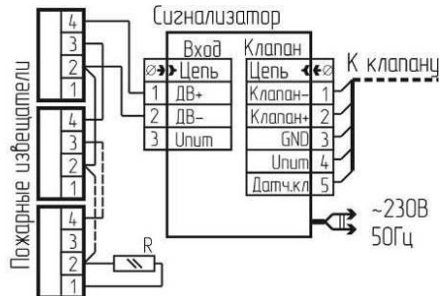 Сигнализатор
Пожарные извещатели
4
3
2
1
4
3
2
1
4
3
2
1
Вход
Цепь
1 ДВ+
2 ДВ-
3 Uпит
Клапан
Цепь
Клапан- 1
Клапан+ 2
GND 3
Uпит 4
Датч.кл 5
К клапану
~230В
50Гц
R